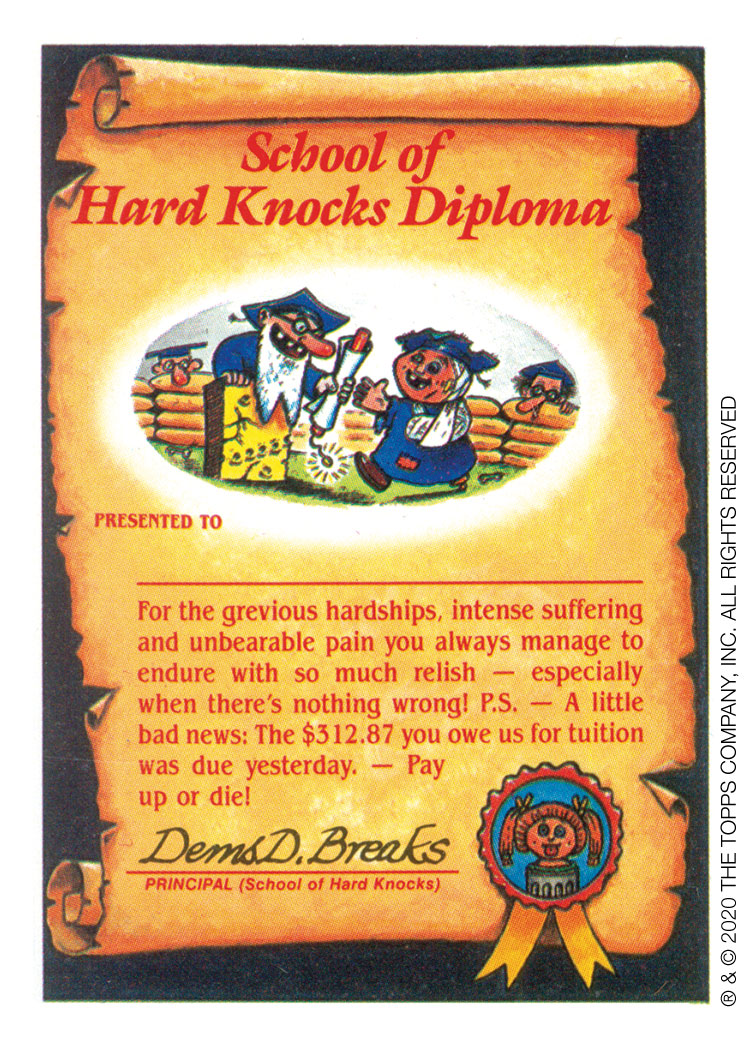 School of
Hard Knocks Diploma
PRESENTED TO
For the grevious hardships, intense suffering
and unbearable pain you always manage to
endure with so much relish — especially
when there's nothing wrong! P.S. — A little
bad news: The $312.87 you owe us for tuition
was due yesterday. — Pay
up or die!
Dems D. Breaks
PRINCIPAL (School of Hard Knocks)
® & © 2020 THE TOPPS COMPANY, INC. ALL RIGHTS RESERVED